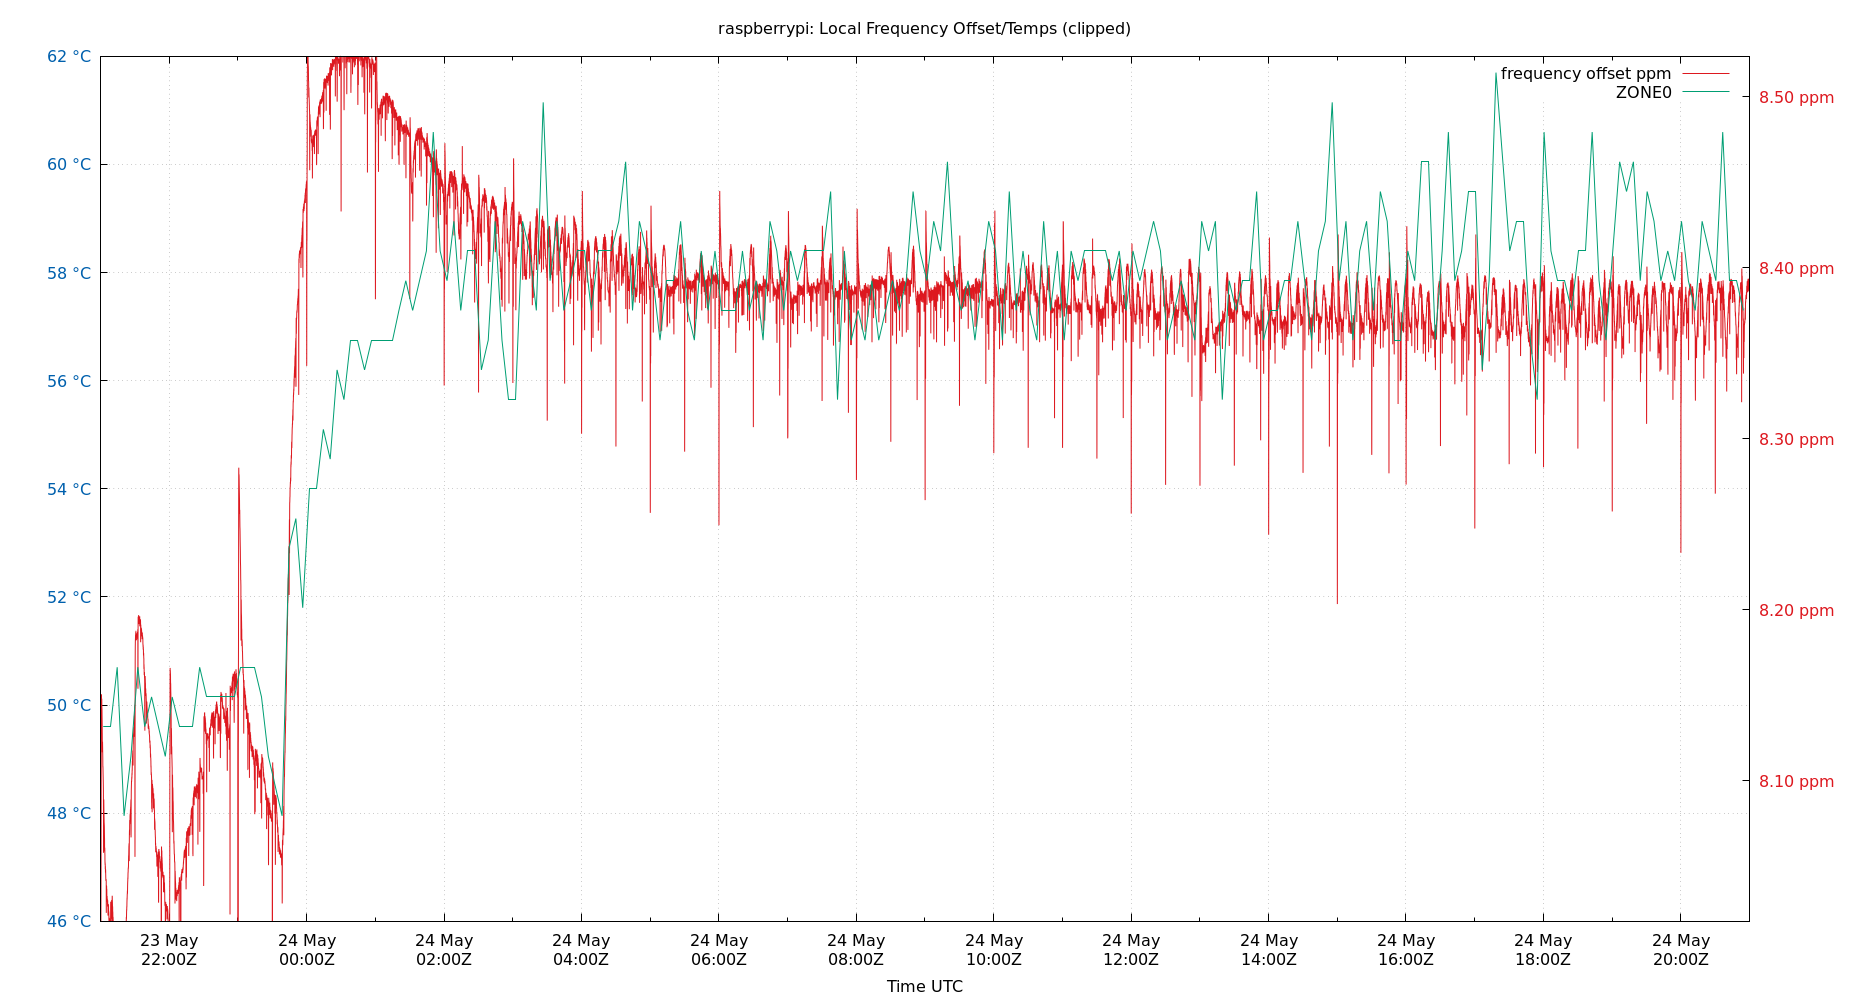 raspberrypi: Local Frequency Offset/Temps (clipped)
62 °C
60 °C
58 °C
56 °C
54 °C
52 °C
50 °C
48 °C
46 °C
frequency offset ppm
ZONE0
8.50 ppm
8.40 ppm
8.30 ppm
8.20 ppm
8.10 ppm
23 May
22:00Z
24 May
00:00Z
24 May
02:00Z
24 May
04:00Z
24 May
06:00Z
24 May
08:00Z
24 May
10:00Z
24 May
12:00Z
24 May
14:00Z
24 May
16:00Z
24 May
18:00Z
24 May
20:00Z
Time UTC